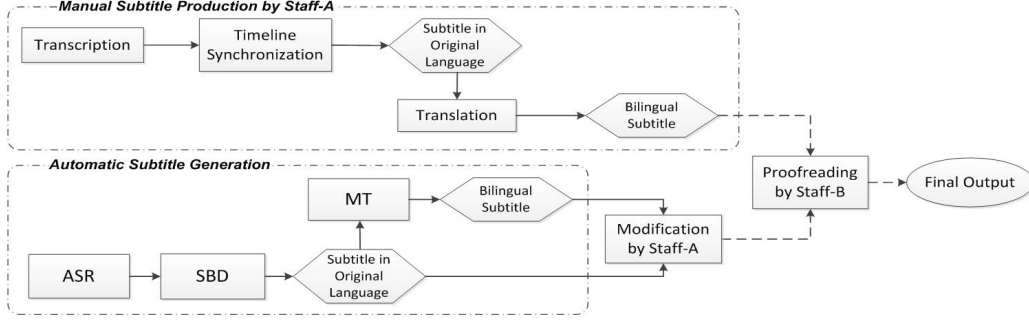 Manual Subtitle Production by Staff-A
Transcription
Timeline
Synchronization
Subtitle in
Original
Language
Translation
Bilingual
Subtitle
Automatic Subtitle Generation
MT
Bilingual
Subtitle
ASR
SBD
Subtitle in
Original
Language
Modification
by Staff-A
Proofreading
by Staff-B
Final Output